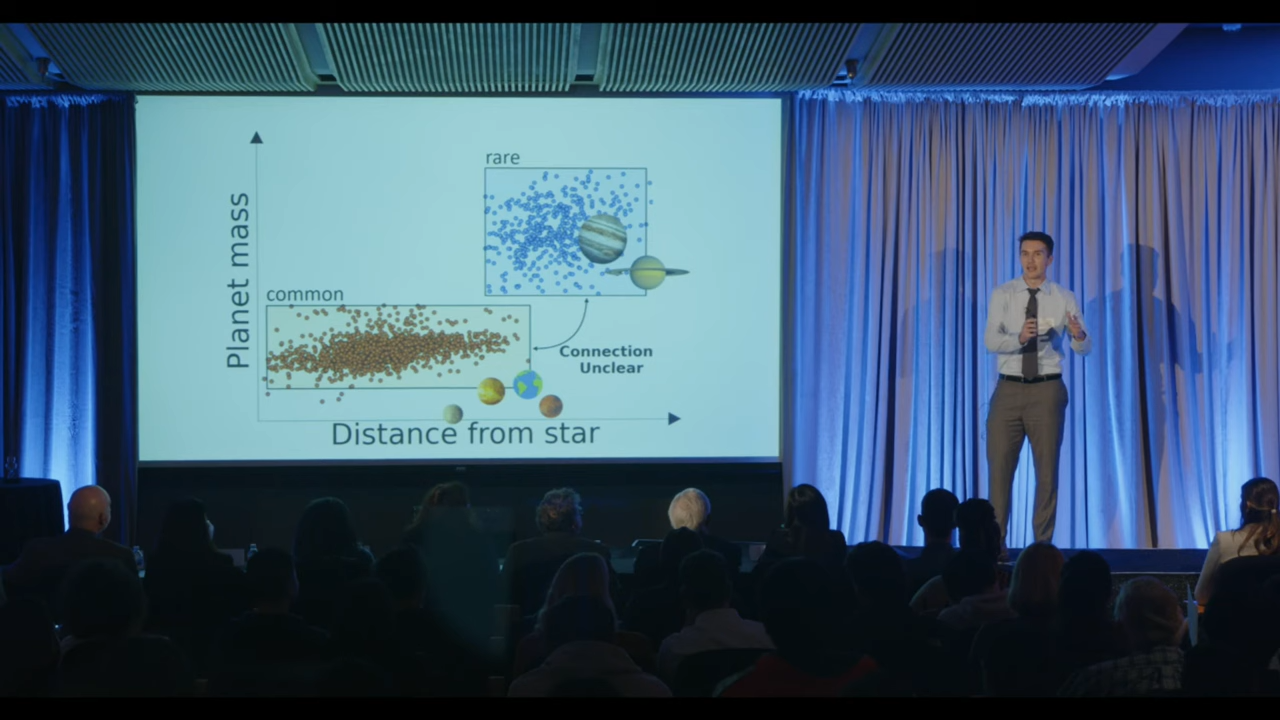 rare
Planet mass
common
Connection
Unclear
Distance from star